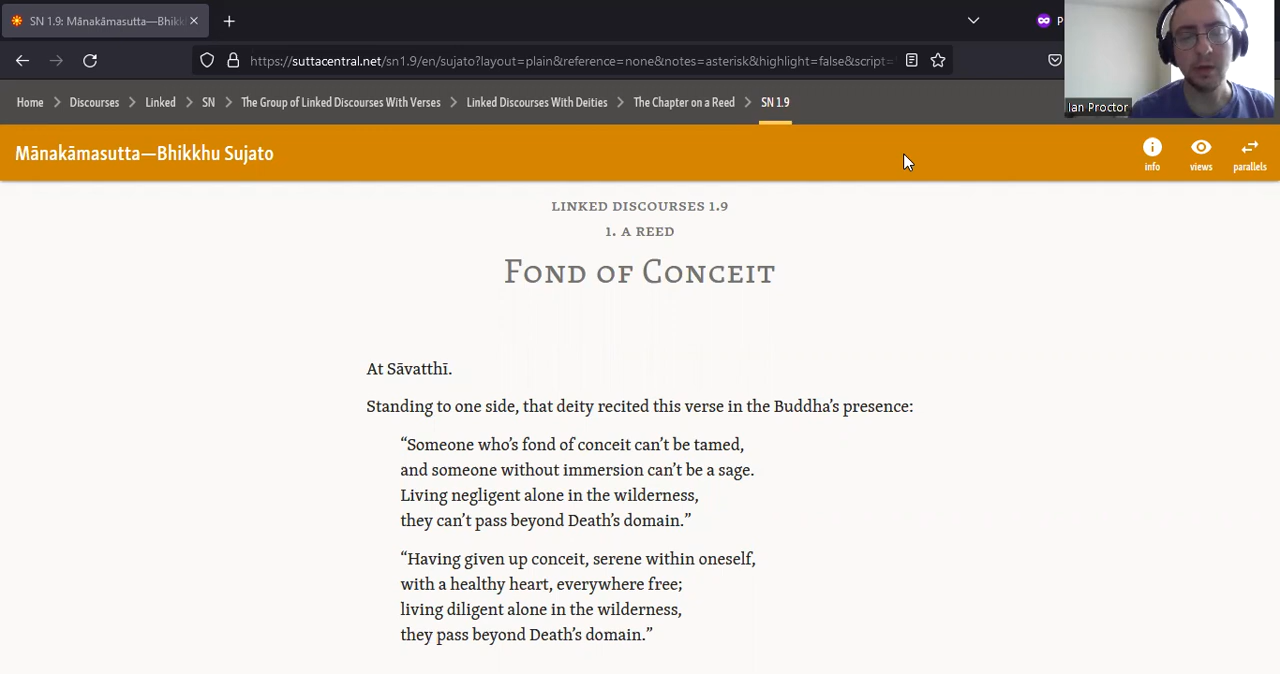 SN 1.9: Mānakāmasutta—Bhikk
https://suttacentral.net/sn1.9/en/sujato?layout=plain&reference=none&notes=asterisk&highlight=false&script=
Ian Proctor
Home Discourses Linked SN The Group of Linked Discourses With Verses Linked Discourses With Deities The Chapter on a Reed SN 1.9
Mānakāmasutta—Bhikkhu Sujato
info views parallels
LINKED DISCOURSES 1.9
1. A REED
FOND OF CONCEIT
At Sāvatthī.
Standing to one side, that deity recited this verse in the Buddha’s presence:
“Someone who’s fond of conceit can’t be tamed,
and someone without immersion can’t be a sage.
Living negligent alone in the wilderness,
they can’t pass beyond Death’s domain.”
“Having given up conceit, serene within oneself,
with a healthy heart, everywhere free;
living diligent alone in the wilderness,
they pass beyond Death’s domain.”